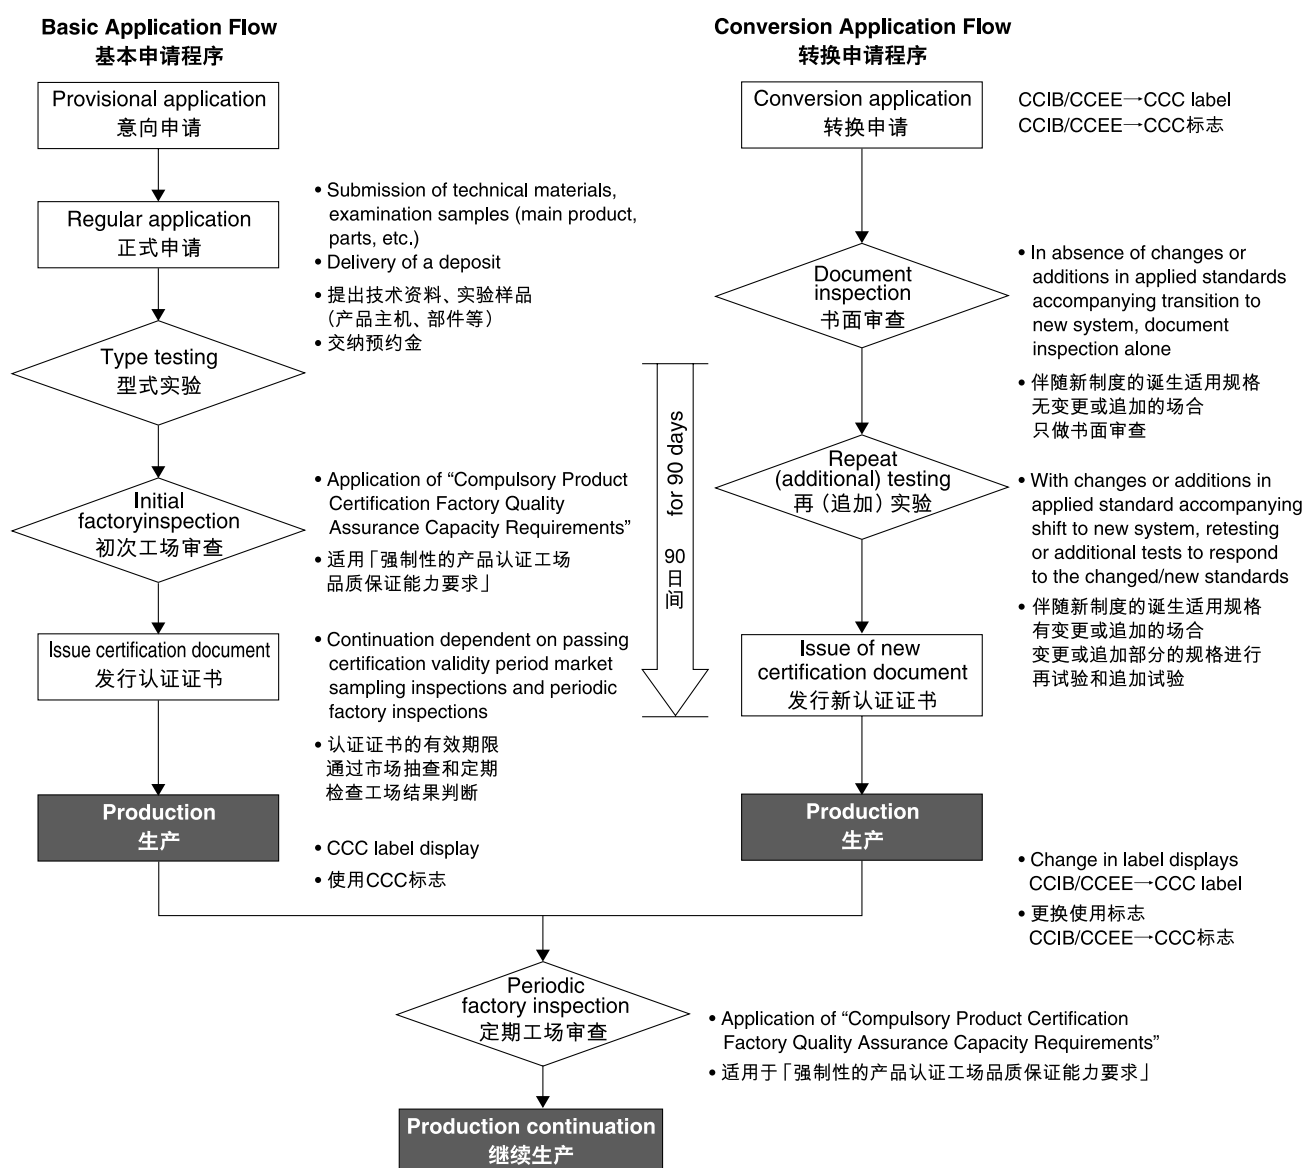 Basic Application Flow
基本申请程序
Provisional application
意向申请
Regular application
正式申请
• Submission of technical materials,
examination samples (main product,
parts, etc.)
• Delivery of a deposit
• 提出技术资料、实验样品
(产品主机、部件等)
• 交纳预约金
Type testing
型式实验
Initial
factoryinspection
初次工场审查
• Application of “Compulsory Product
Certification Factory Quality
Assurance Capacity Requirements”
• 适用「强制性的产品认证工场
品质保证能力要求」
Issue certification document
发行认证证书
• Continuation dependent on passing
certification validity period market
sampling inspections and periodic
factory inspections
• 认证证书的有效期限
通过市场抽查和定期
检查工场结果判断
Production
生产
• CCC label display
• 使用CCC标志
for 90 days
90日间
Conversion Application Flow
转换申请程序
Conversion application
转换申请
CCIB/CCEE→CCC label
CCIB/CCEE→CCC标志
Document
inspection
书面审查
• In absence of changes or
additions in applied standards
accompanying transition to
new system, document
inspection alone
• 伴随新制度的诞生适用规格
无变更或追加的场合
只做书面审查
Repeat
(additional) testing
再（追加）实验
• With changes or additions in
applied standard accompanying
shift to new system, retesting
or additional tests to respond
to the changed/new standards
• 伴随新制度的诞生适用规格
有变更或追加的场合
变更或追加部分的规格进行
再试验和追加试验
Issue of new
certification document
发行新认证证书
Production
生产
• Change in label displays
CCIB/CCEE→CCC label
• 更换使用标志
CCIB/CCEE→CCC标志
Periodic
factory inspection
定期工场审查
• Application of “Compulsory Product Certification
Factory Quality Assurance Capacity Requirements”
• 适用于「强制性的产品认证工场品质保证能力要求」
Production continuation
继续生产